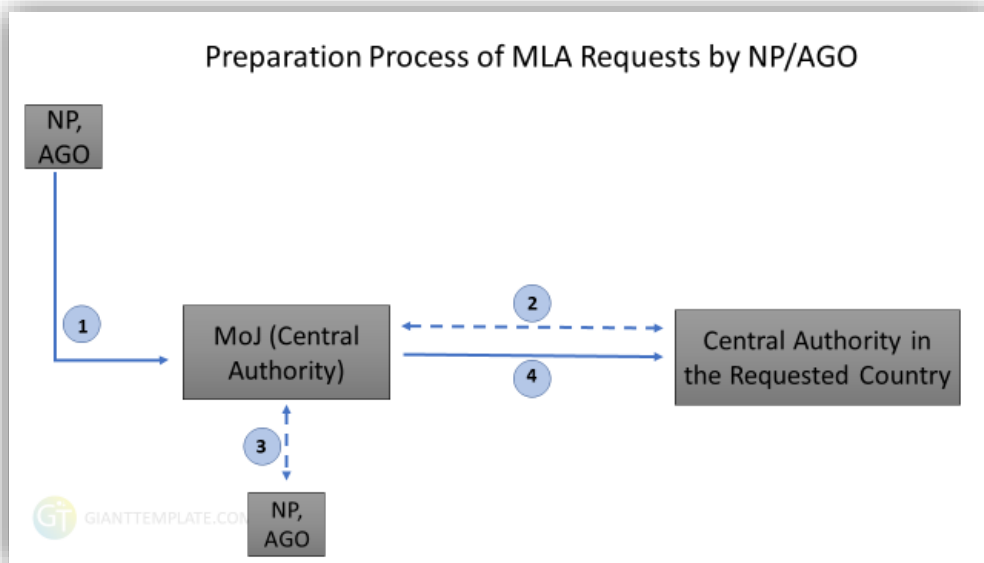 Preparation Process of MLA Requests by NP/AGO
NP,
AGO
1
2
MoJ (Central
Authority)
Central Authority in
the Requested Country
4
3
NP,
AGO
GT GIANTTEMPLATE.COM